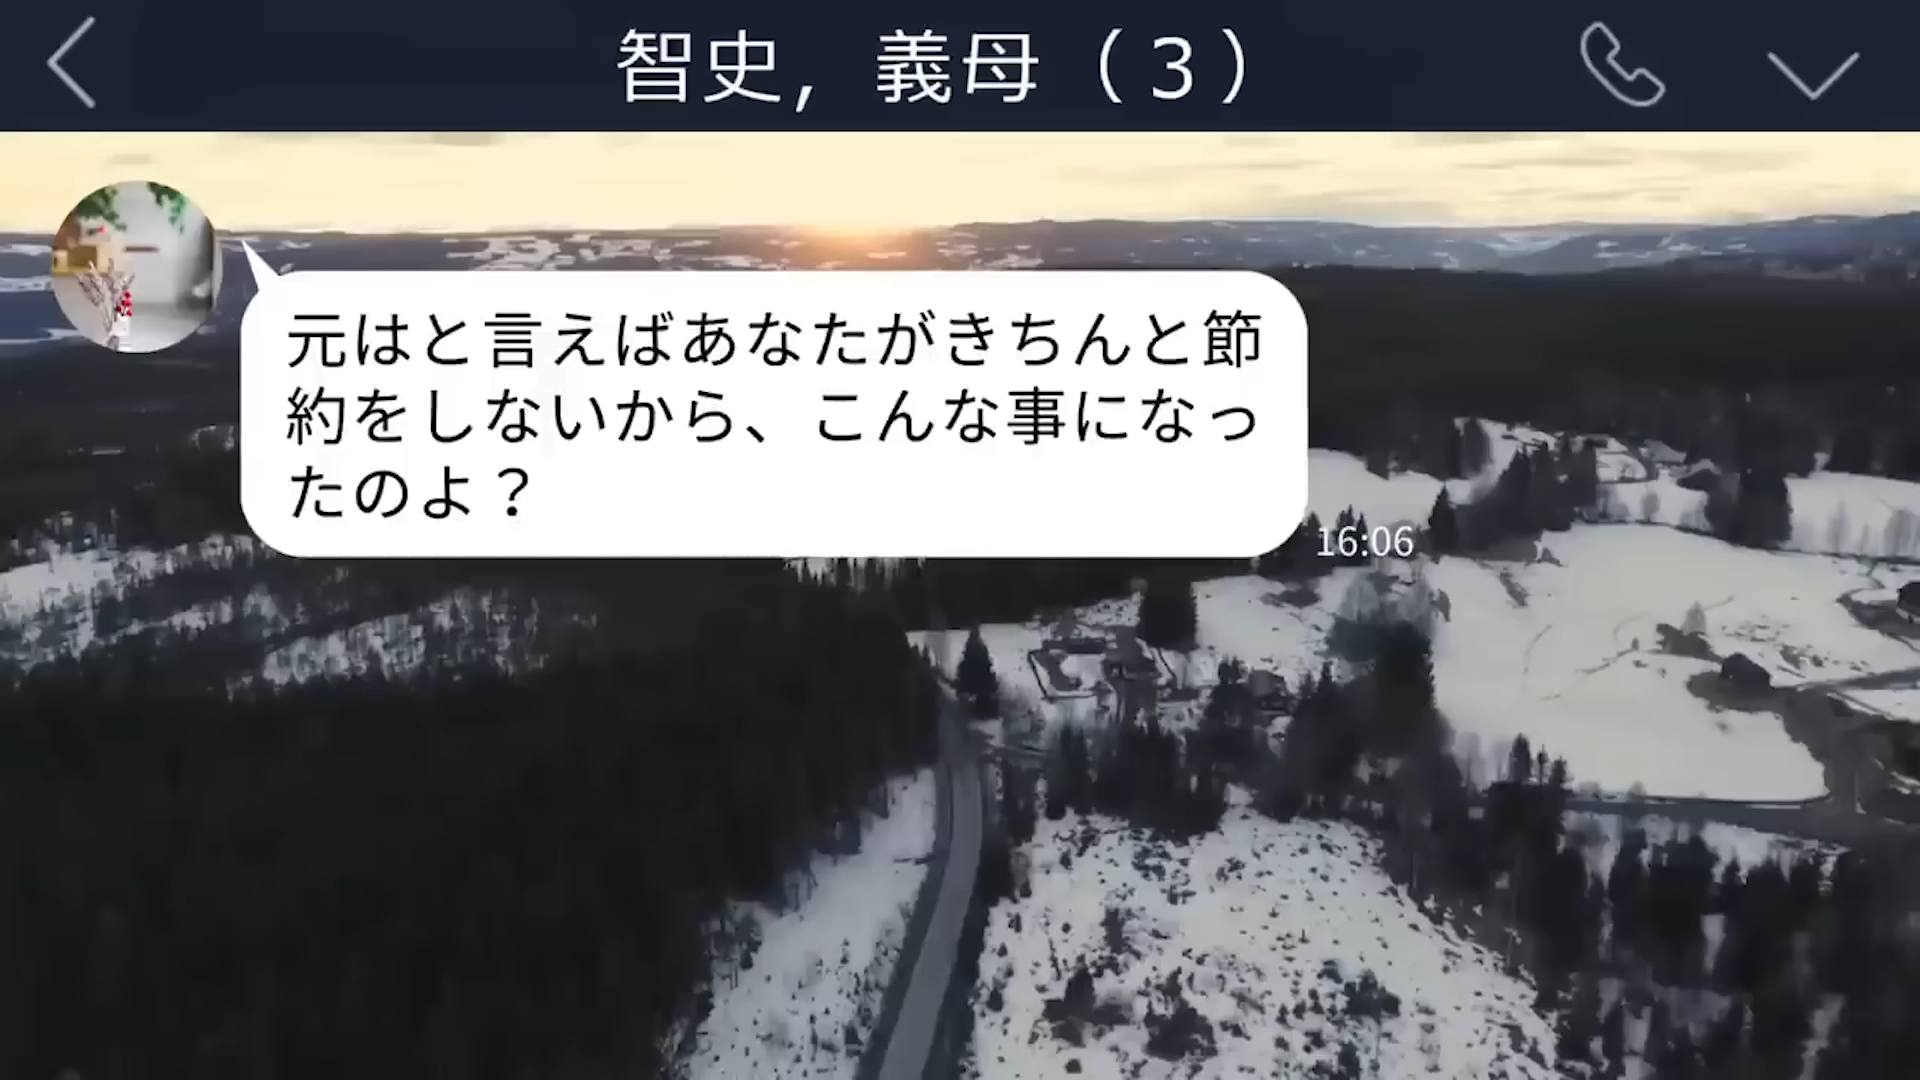 智史，義母（３）
元はと言えばあなたがきちんと節
約をしないから、こんな事になっ
たのよ？
16:06